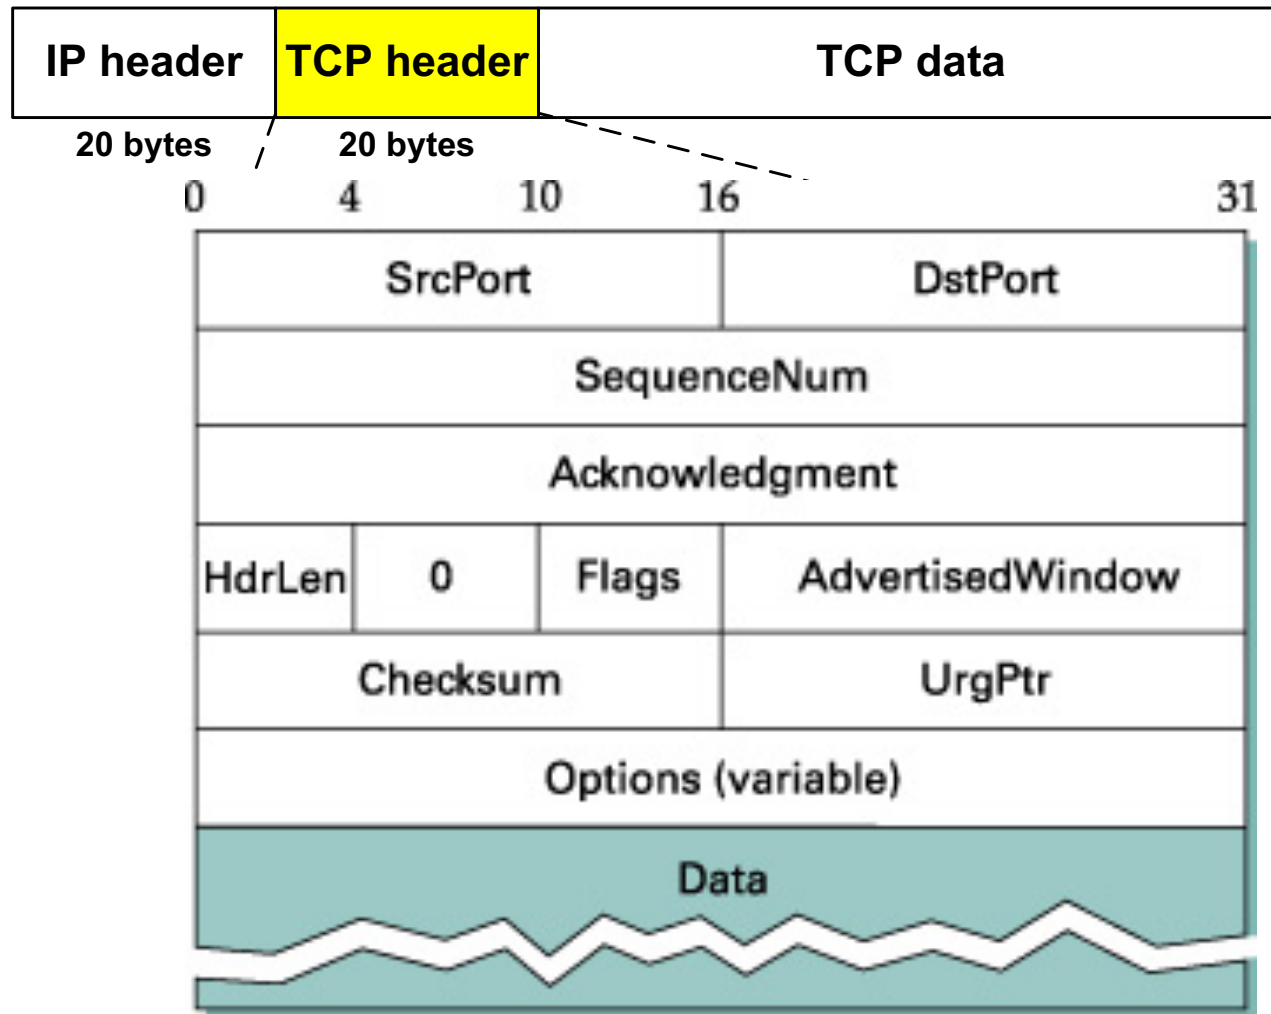 IP header TCP header TCP data
20 bytes 20 bytes
0 4 10 16 31
SrcPort DstPort
SequenceNum
Acknowledgment
HdrLen 0 Flags AdvertisedWindow
Checksum UrgPtr
Options (variable)
Data